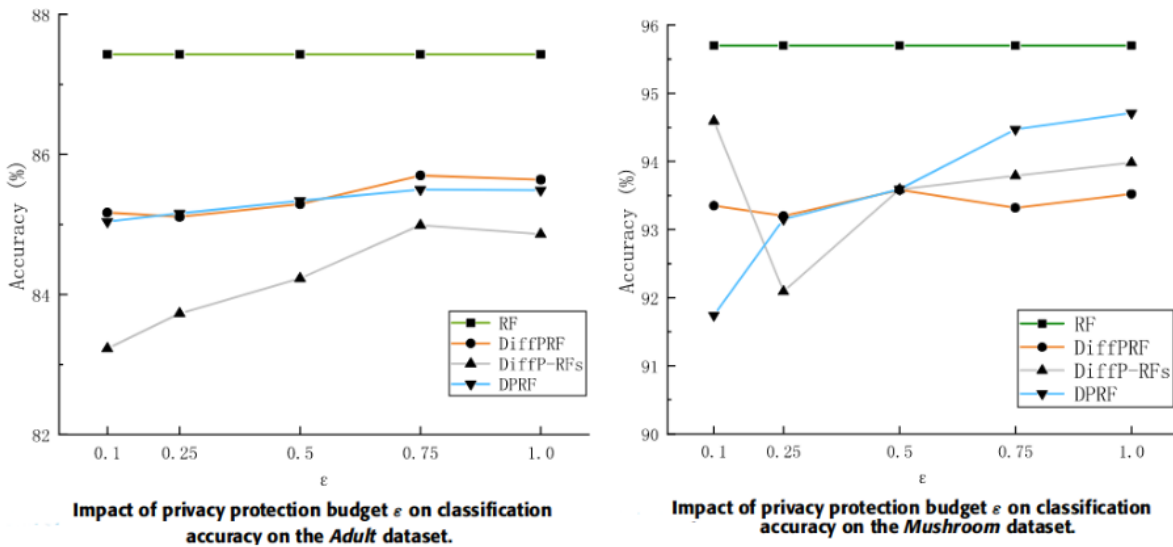 88
86
84
82
Accuracy (%)
0.1 0.25 0.5 0.75 1.0
ε
RF
DiffPRF
DiffP-RFs
DPRF
Impact of privacy protection budget ε on classification
accuracy on the Adult dataset.
96
95
94
93
92
91
90
Accuracy (%)
0.1 0.25 0.5 0.75 1.0
ε
RF
DiffPRF
DiffP-RFs
DPRF
Impact of privacy protection budget ε on classification
accuracy on the Mushroom dataset.